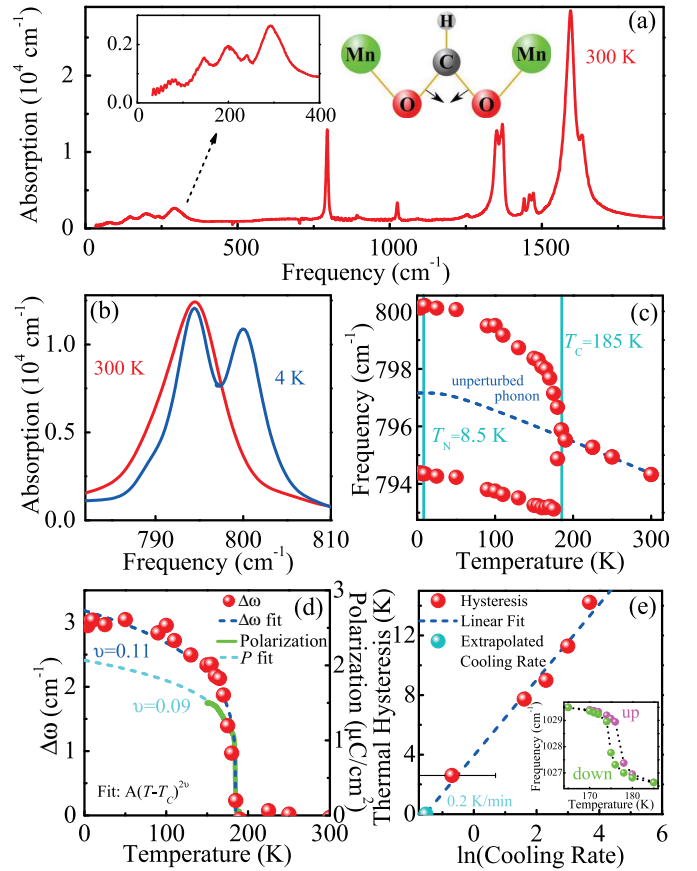 (a)
Absorption (10⁴ cm⁻¹)
0
1
2
0.0
0.2
200
400
H
Mn
C
Mn
O
O
300 K
0
250
500
750
1000
1250
1500
Frequency (cm⁻¹)
(b)
Absorption (10⁴ cm⁻¹)
0.0
0.5
1.0
300 K
4 K
790
800
810
Frequency (cm⁻¹)
(c)
Frequency (cm⁻¹)
794
796
798
800
T_C=185 K
unperturbed
phonon
T_N=8.5 K
0
100
200
300
Temperature (K)
(d)
Δω (cm⁻¹)
0
1
2
3
Δω
Δω fit
Polarization
P fit
υ=0.11
υ=0.09
Fit: A(T-T_C)²ᵛ
0
100
200
300
Temperature (K)
Polarization (μC/cm²)
0
1
2
3
(e)
Thermal Hysteresis (K)
0
4
8
12
Hysteresis
Linear Fit
Extrapolated
Cooling Rate
0.2 K/min
Frequency (cm⁻¹)
1027
1028
1029
up
down
170
180
Temperature (K)
0
2
4
6
ln(Cooling Rate)